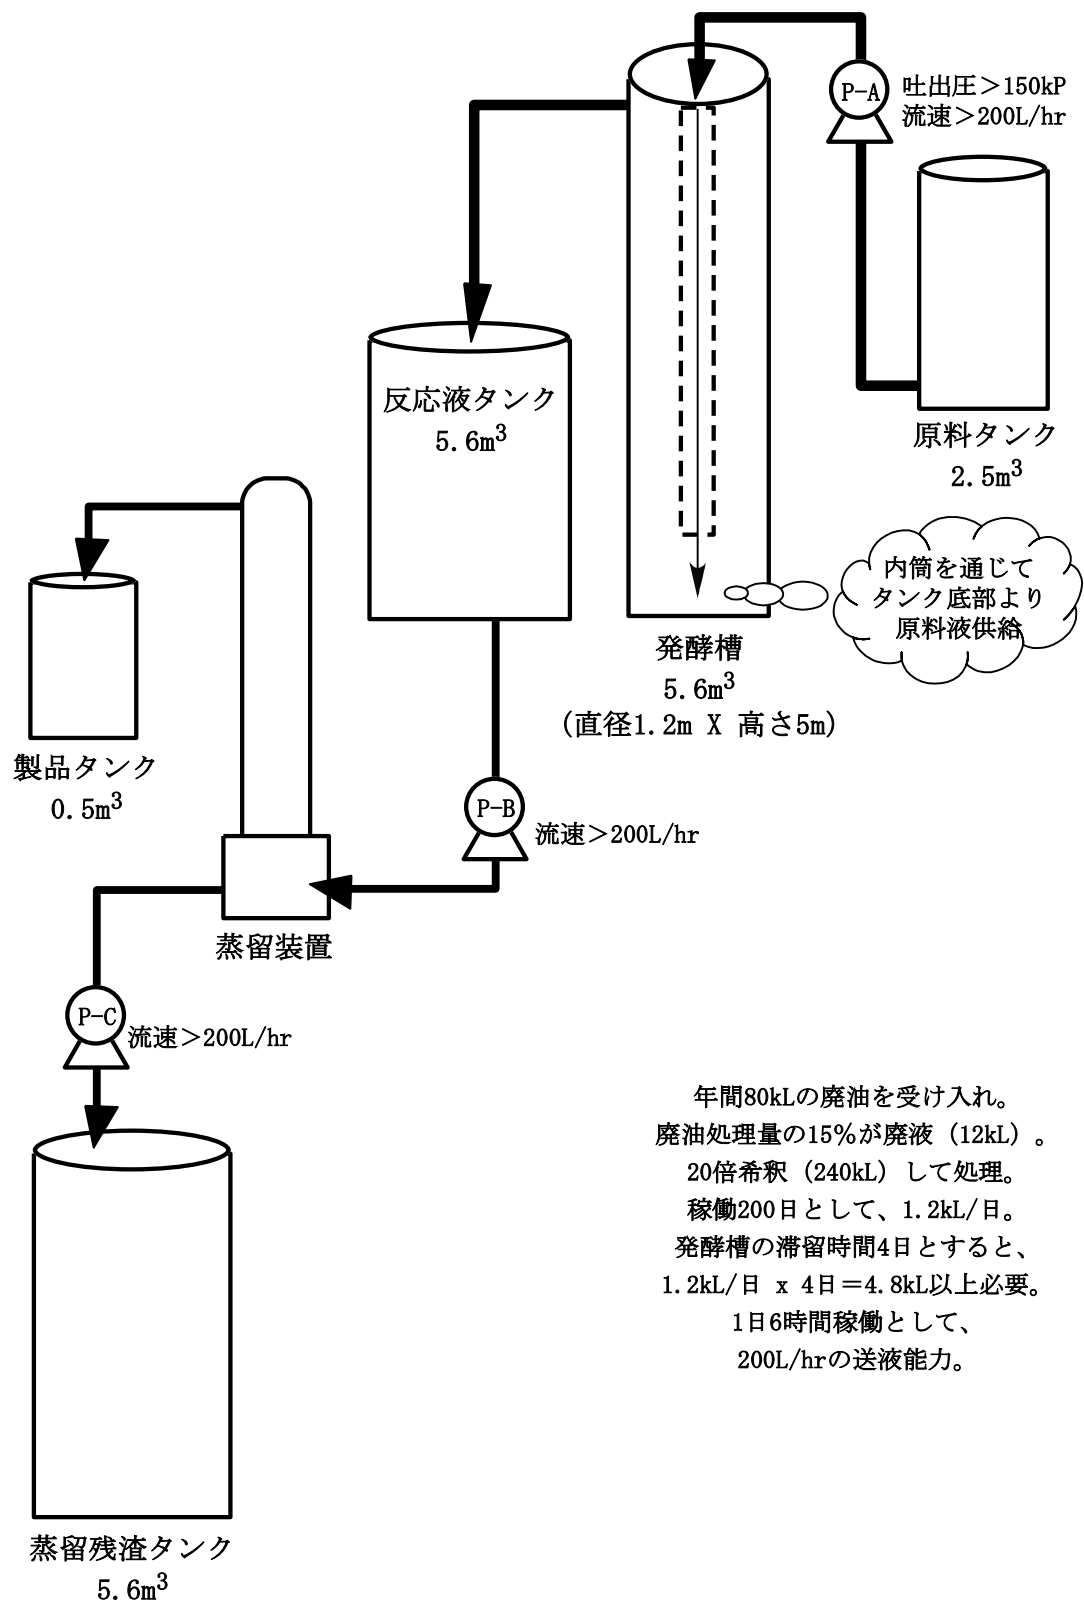 P-A
吐出圧＞150kP
流速＞200L/hr
反応液タンク
5.6m³
原料タンク
2.5m³
内筒を通じて
タンク底部より
原料液供給
発酵槽
5.6m³
(直径1.2m X 高さ5m)
製品タンク
0.5m³
P-B
流速＞200L/hr
蒸留装置
P-C
流速＞200L/hr
年間80kLの廃油を受け入れ。
廃油処理量の15％が廃液（12kL）。
20倍希釈（240kL）して処理。
稼働200日として、1.2kL/日。
発酵槽の滞留時間4日とすると、
1.2kL/日 x 4日＝4.8kL以上必要。
1日6時間稼働として、
200L/hrの送液能力。
蒸留残渣タンク
5.6m³